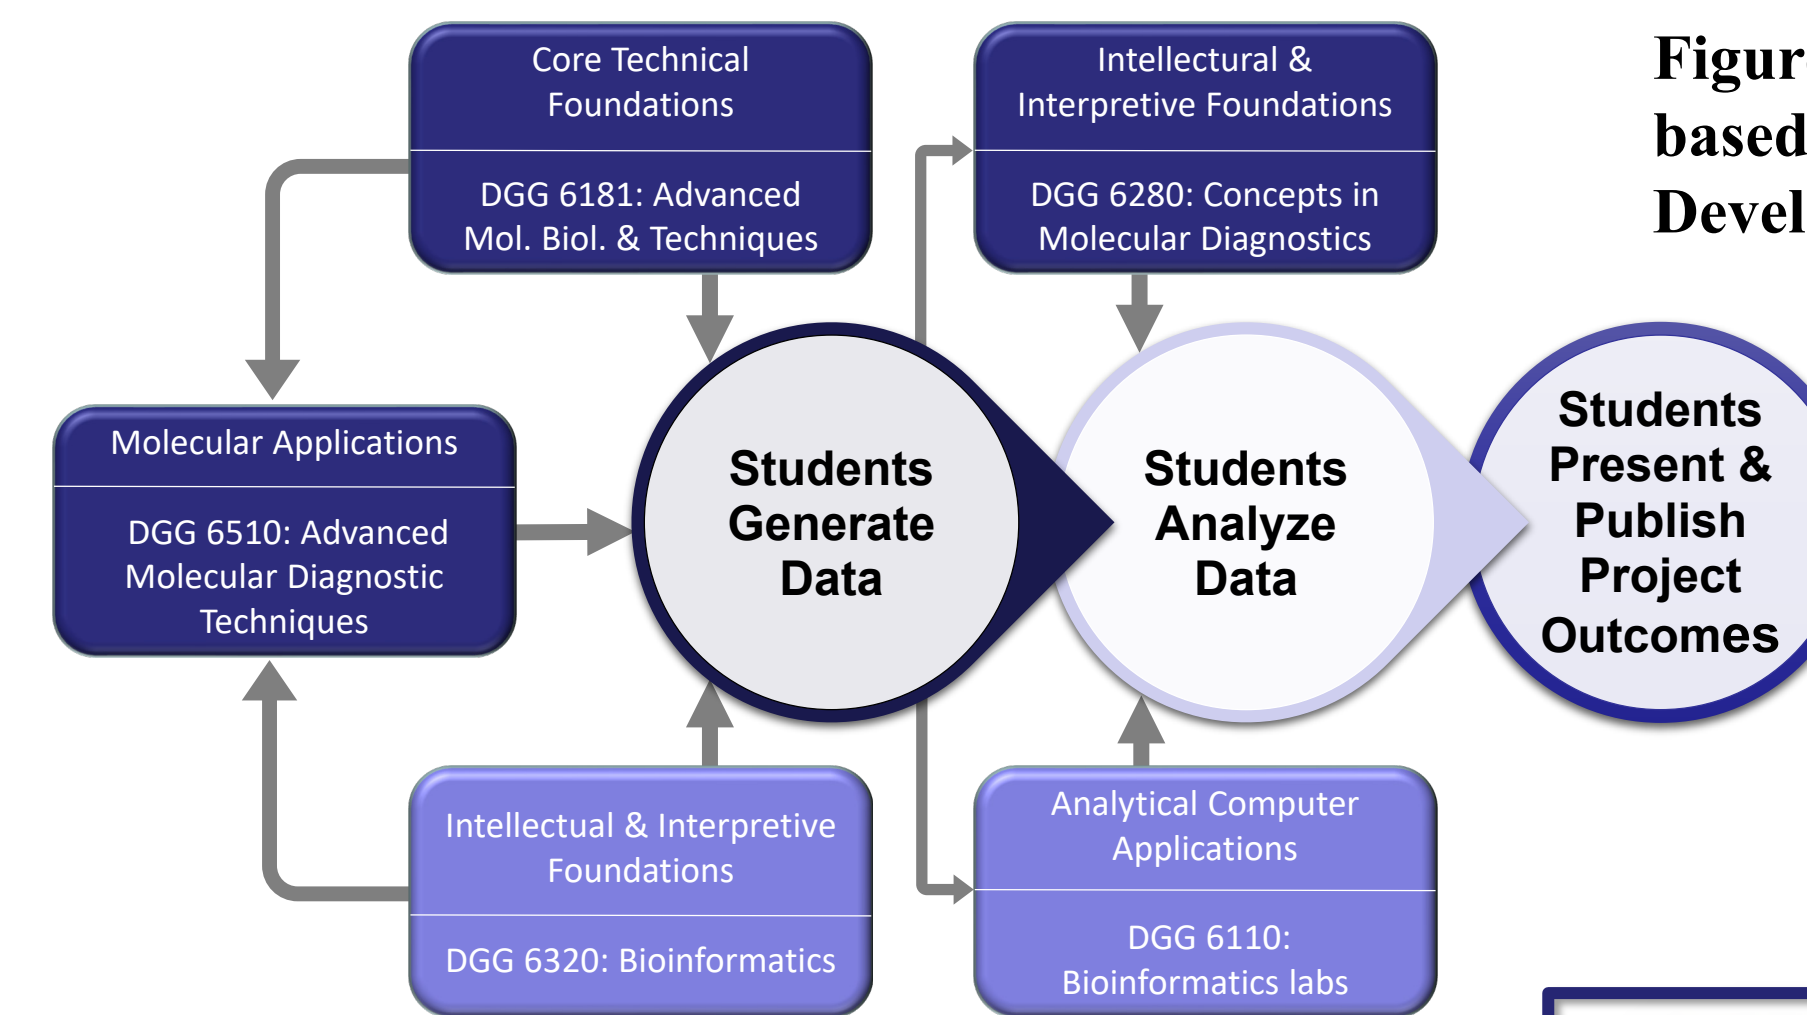 Core Technical
Foundations
DGG 6181: Advanced
Mol. Biol. & Techniques
Intellectural &
Interpretive Foundations
DGG 6280: Concepts in
Molecular Diagnostics
Molecular Applications
DGG 6510: Advanced
Molecular Diagnostic
Techniques
Students
Generate
Data
Students
Analyze
Data
Students
Present &
Publish
Project
Outcomes
Intellectual & Interpretive
Foundations
DGG 6320: Bioinformatics
Analytical Computer
Applications
DGG 6110:
Bioinformatics labs
based